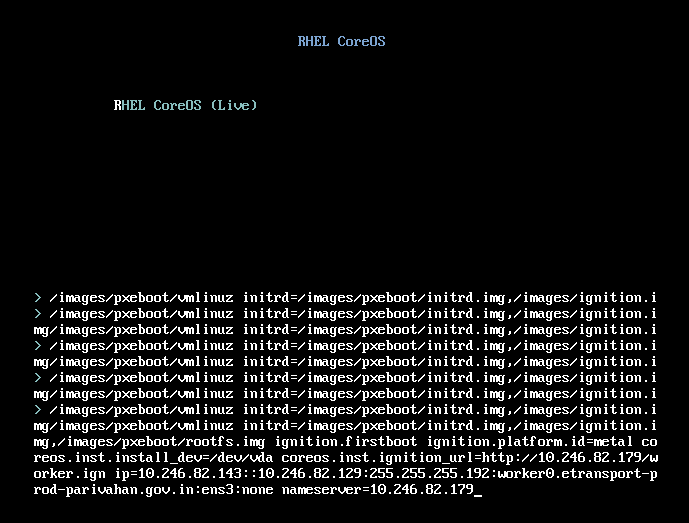 RHEL CoreOS
RHEL CoreOS (Live)
> /images/pxeboot/vmlinuz initrd=/images/pxeboot/initrd.img,/images/ignition.i
> /images/pxeboot/vmlinuz initrd=/images/pxeboot/initrd.img,/images/ignition.i
mg/images/pxeboot/vmlinuz initrd=/images/pxeboot/initrd.img,/images/ignition.i
> /images/pxeboot/vmlinuz initrd=/images/pxeboot/initrd.img,/images/ignition.i
mg/images/pxeboot/vmlinuz initrd=/images/pxeboot/initrd.img,/images/ignition.i
> /images/pxeboot/vmlinuz initrd=/images/pxeboot/initrd.img,/images/ignition.i
mg/images/pxeboot/vmlinuz initrd=/images/pxeboot/initrd.img,/images/ignition.i
> /images/pxeboot/vmlinuz initrd=/images/pxeboot/initrd.img,/images/ignition.i
mg/images/pxeboot/vmlinuz initrd=/images/pxeboot/initrd.img,/images/ignition.i
mg,/images/pxeboot/rootfs.img ignition.firstboot ignition.platform.id=metal co
reos.inst.install_dev=/dev/vda coreos.inst.ignition_url=http://10.246.82.179/w
orker.ign ip=10.246.82.143::10.246.82.129:255.255.255.192:worker0.etransport-p
rod-parivahan.gov.in:ens3:none nameserver=10.246.82.179_